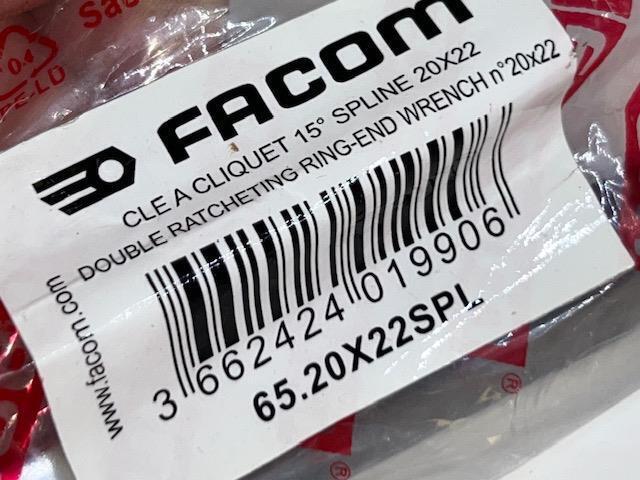 FACOM
CLE A CLIQUET 15° SPLINE 20X22
DOUBLE RATCHETING RING-END WRENCH n°20x22
www.facom.com
3 662424 019906
65.20X22SPL
®
®